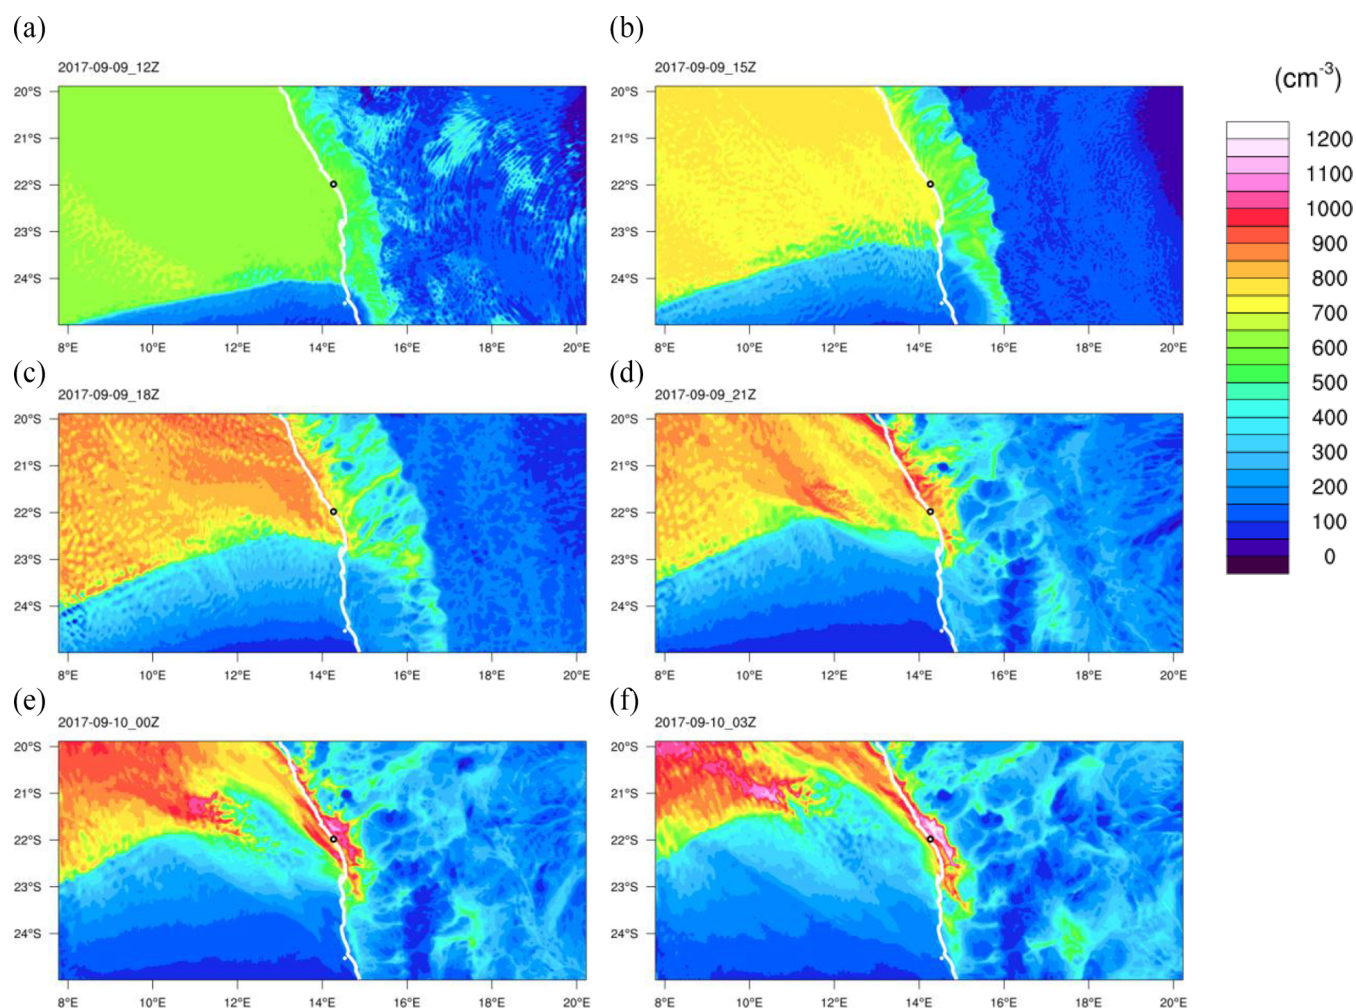 (a)
(b)
2017-09-09_12Z
2017-09-09_15Z
(cm-3)
20°S
21°S
22°S
23°S
24°S
8°E 10°E 12°E 14°E 16°E 18°E 20°E
20°S
21°S
22°S
23°S
24°S
8°E 10°E 12°E 14°E 16°E 18°E 20°E
1200
1100
1000
900
800
700
600
500
400
300
200
100
0
(c)
(d)
2017-09-09_18Z
2017-09-09_21Z
20°S
21°S
22°S
23°S
24°S
8°E 10°E 12°E 14°E 16°E 18°E 20°E
20°S
21°S
22°S
23°S
24°S
8°E 10°E 12°E 14°E 16°E 18°E 20°E
(e)
(f)
2017-09-10_00Z
2017-09-10_03Z
20°S
21°S
22°S
23°S
24°S
8°E 10°E 12°E 14°E 16°E 18°E 20°E
20°S
21°S
22°S
23°S
24°S
8°E 10°E 12°E 14°E 16°E 18°E 20°E